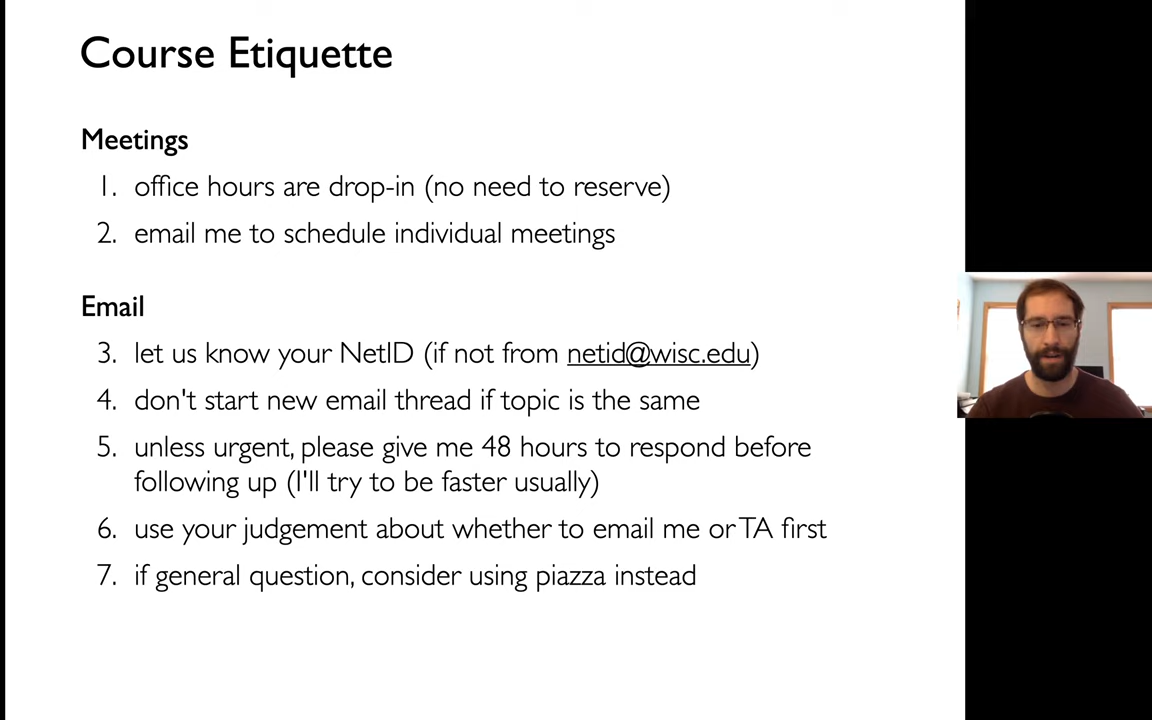 Course Etiquette
Meetings
1. office hours are drop-in (no need to reserve)
2. email me to schedule individual meetings
Email
3. let us know your NetID (if not from netid@wisc.edu)
4. don't start new email thread if topic is the same
5. unless urgent, please give me 48 hours to respond before
following up (I'll try to be faster usually)
6. use your judgement about whether to email me or TA first
7. if general question, consider using piazza instead